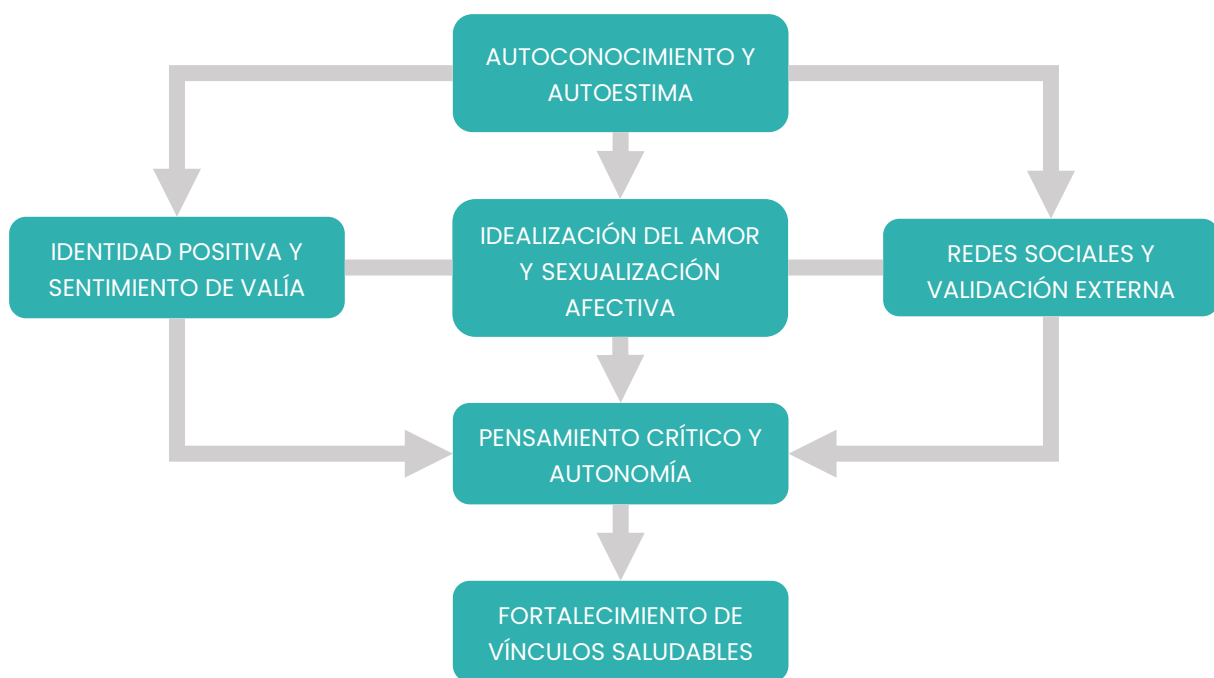 AUTOCONOCIMIENTO Y
AUTOESTIMA
IDENTIDAD POSITIVA Y
SENTIMIENTO DE VALÍA
IDEALIZACIÓN DEL AMOR
Y SEXUALIZACIÓN
AFECTIVA
REDES SOCIALES Y
VALIDACIÓN EXTERNA
PENSAMIENTO CRÍTICO Y
AUTONOMÍA
FORTALECIMIENTO DE
VÍNCULOS SALUDABLES